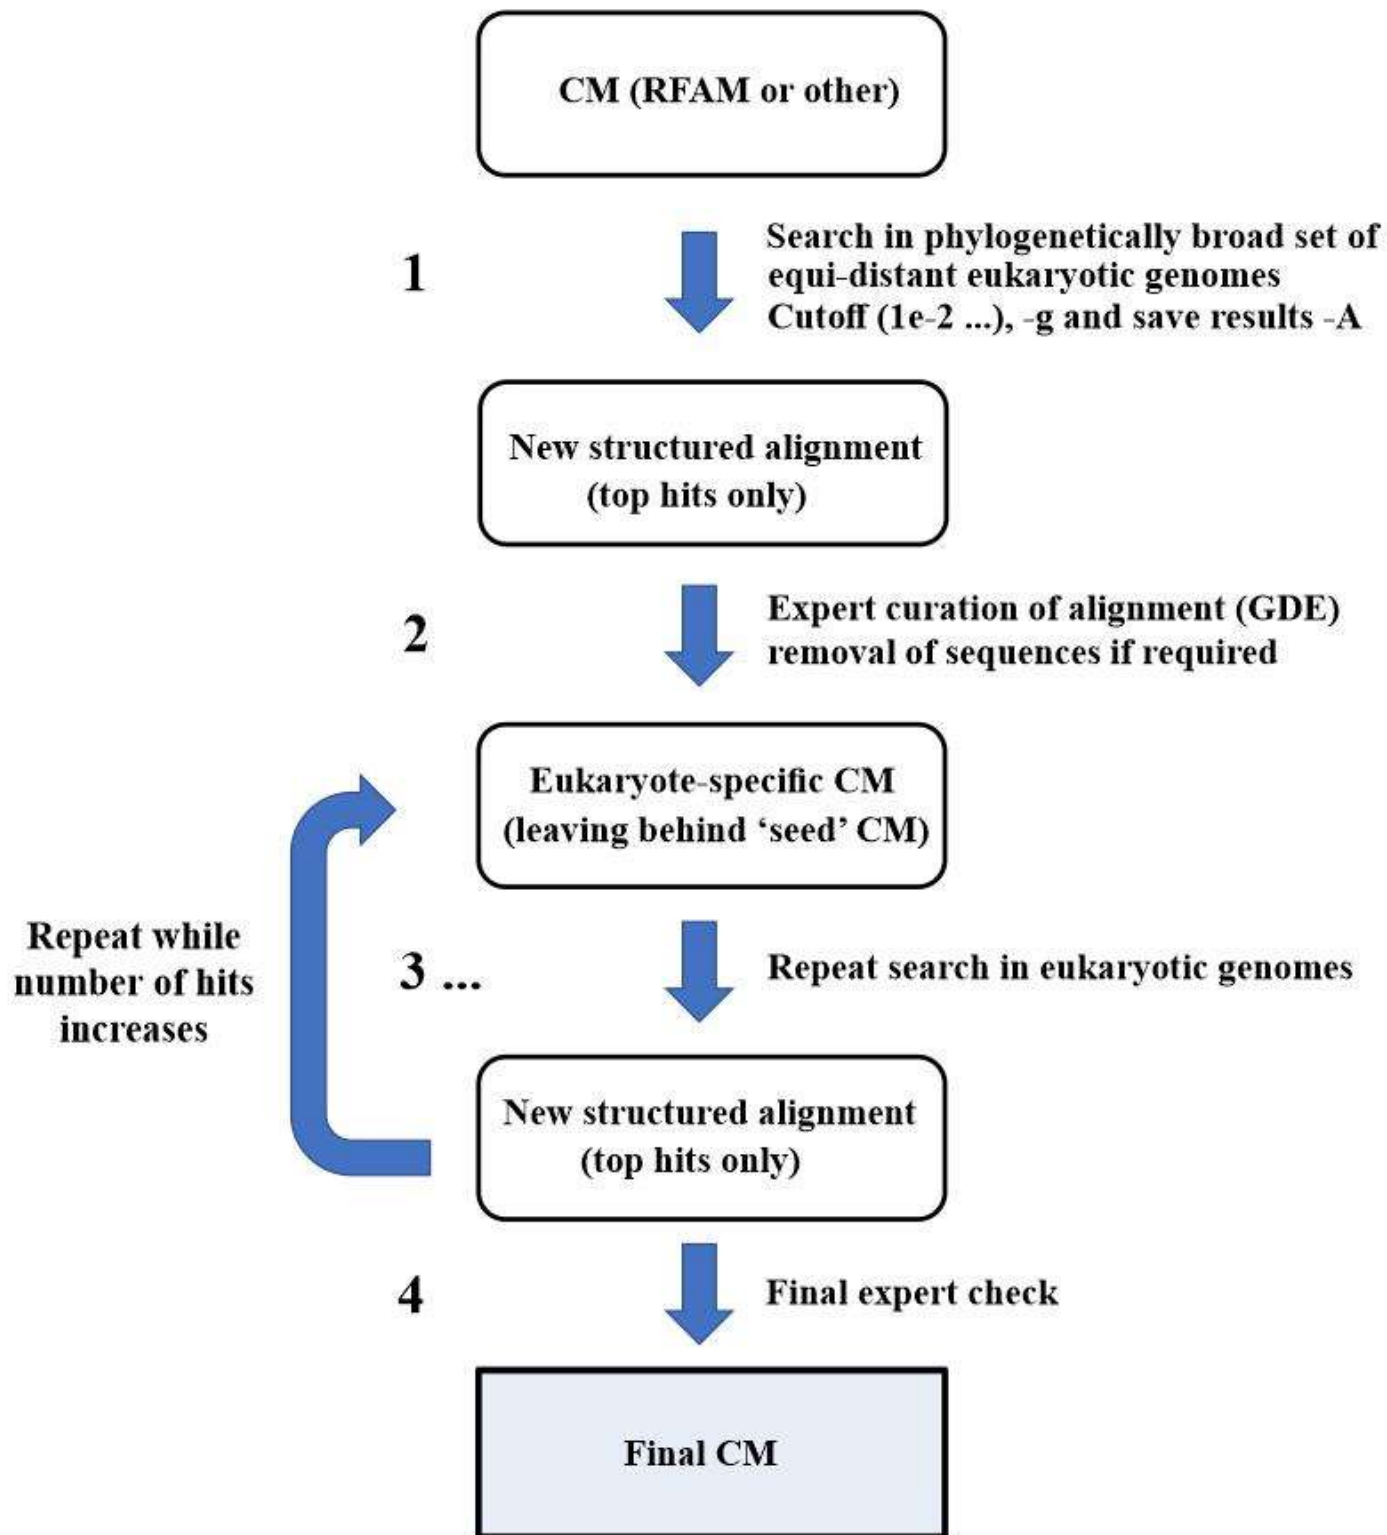 CM (RFAM or other)
1
Search in phylogenetically broad set of
equi-distant eukaryotic genomes
Cutoff (1e-2 ...), -g and save results -A
New structured alignment
(top hits only)
2
Expert curation of alignment (GDE)
removal of sequences if required
Eukaryote-specific CM
(leaving behind ‘seed’ CM)
Repeat while
number of hits
increases
3 ...
Repeat search in eukaryotic genomes
New structured alignment
(top hits only)
4
Final expert check
Final CM